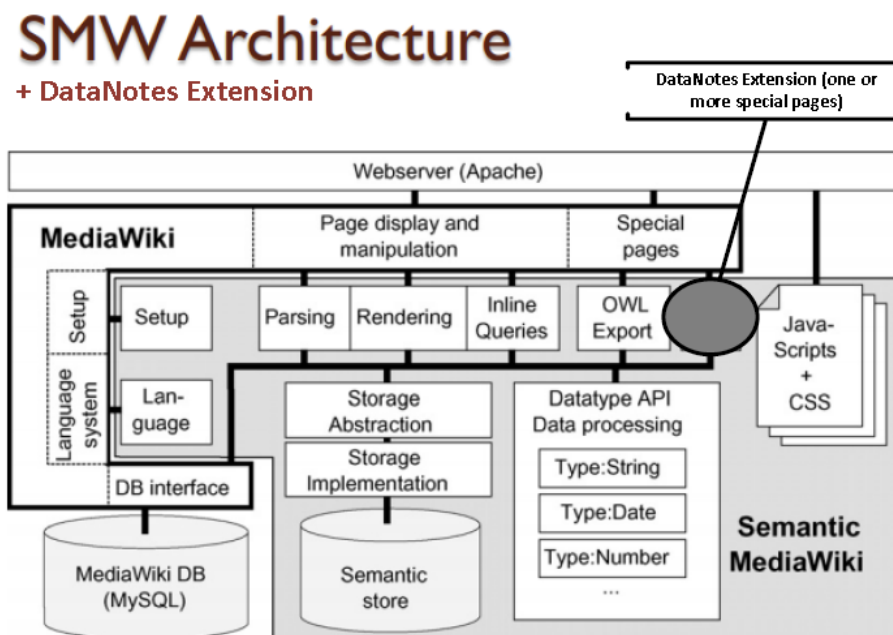 SMW Architecture
+ DataNotes Extension
DataNotes Extension (one or
more special pages)
Webserver (Apache)
MediaWiki
Page display and
manipulation
Special
pages
Setup
Setup
Parsing
Rendering
Inline
Queries
OWL
Export
Java-
Scripts
+
CSS
Language
system
Lan-
guage
Storage
Abstraction
Storage
Implementation
Datatype API
Data processing
Type:String
Type:Date
Type:Number
...
DB interface
MediaWiki DB
(MySQL)
Semantic
store
Semantic
MediaWiki